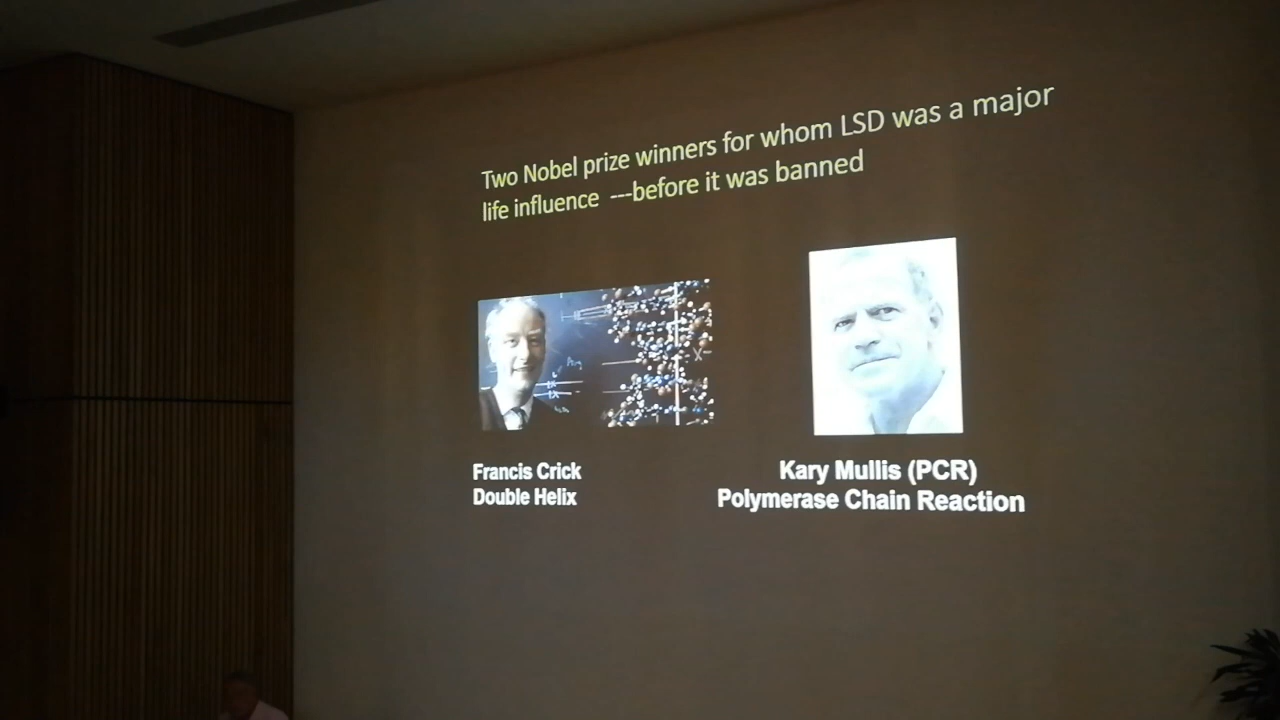 Two Nobel prize winners for whom LSD was a major
life influence ---before it was banned
Francis Crick
Double Helix
Kary Mullis (PCR)
Polymerase Chain Reaction